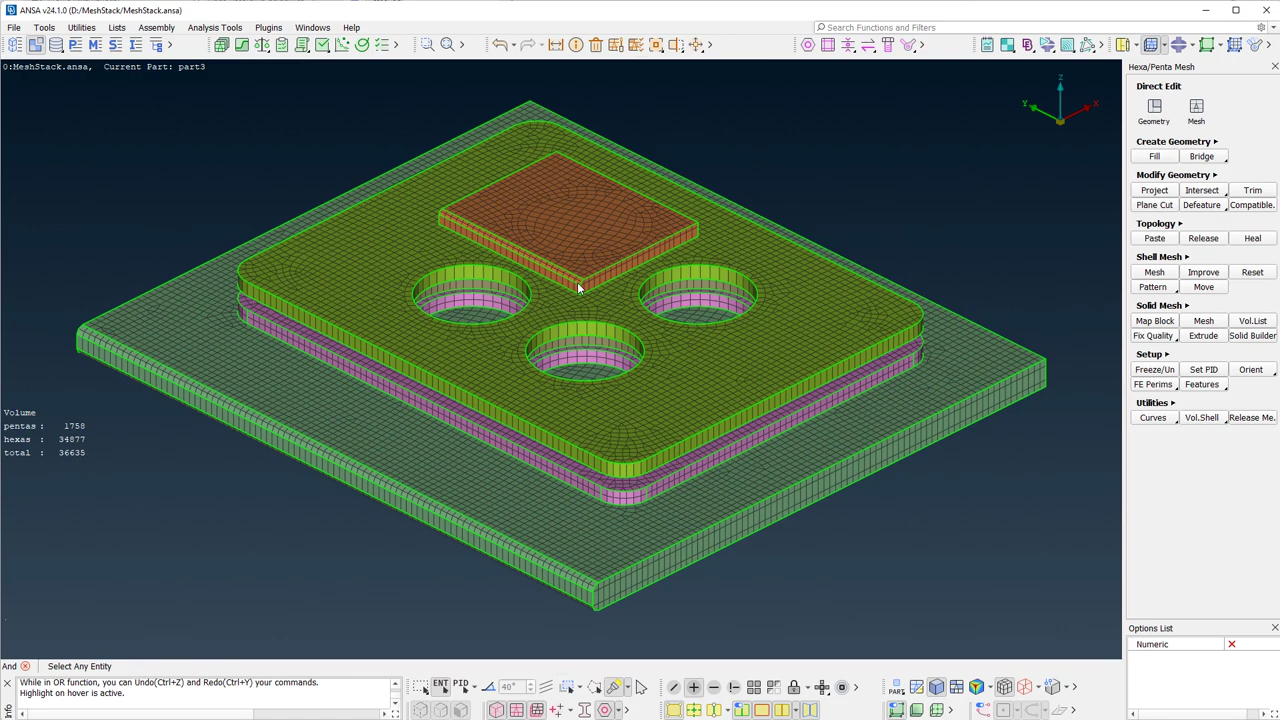 ANSA v24.1.0 (D:/MeshStack/MeshStack.ansa)
File Tools Utilities Lists Assembly Analysis Tools Plugins Windows Help
Search Functions and Filters
0:MeshStack.ansa, Current Part: part3
Z
Y
X
Volume
pentas : 1758
hexas : 34877
total : 36635
Hexa/Penta Mesh
Direct Edit
Geometry Mesh
Create Geometry
Fill Bridge
Modify Geometry
Project Intersect Trim
Plane Cut Defeature Compatible.
Topology
Paste Release Heal
Shell Mesh
Mesh Improve Reset
Pattern Move
Solid Mesh
Map Block Mesh Vol.List
Fix Quality Extrude Solid Builder
Setup
Freeze/Un Set PID Orient
FE Perims Features
Utilities
Curves Vol.Shell Release Me.
Options List
Numeric
And Select Any Entity
While in OR function, you can Undo(Ctrl+Z) and Redo(Ctrl+Y) your commands.
Highlight on hover is active.
Info
ENT PID 40°
PART